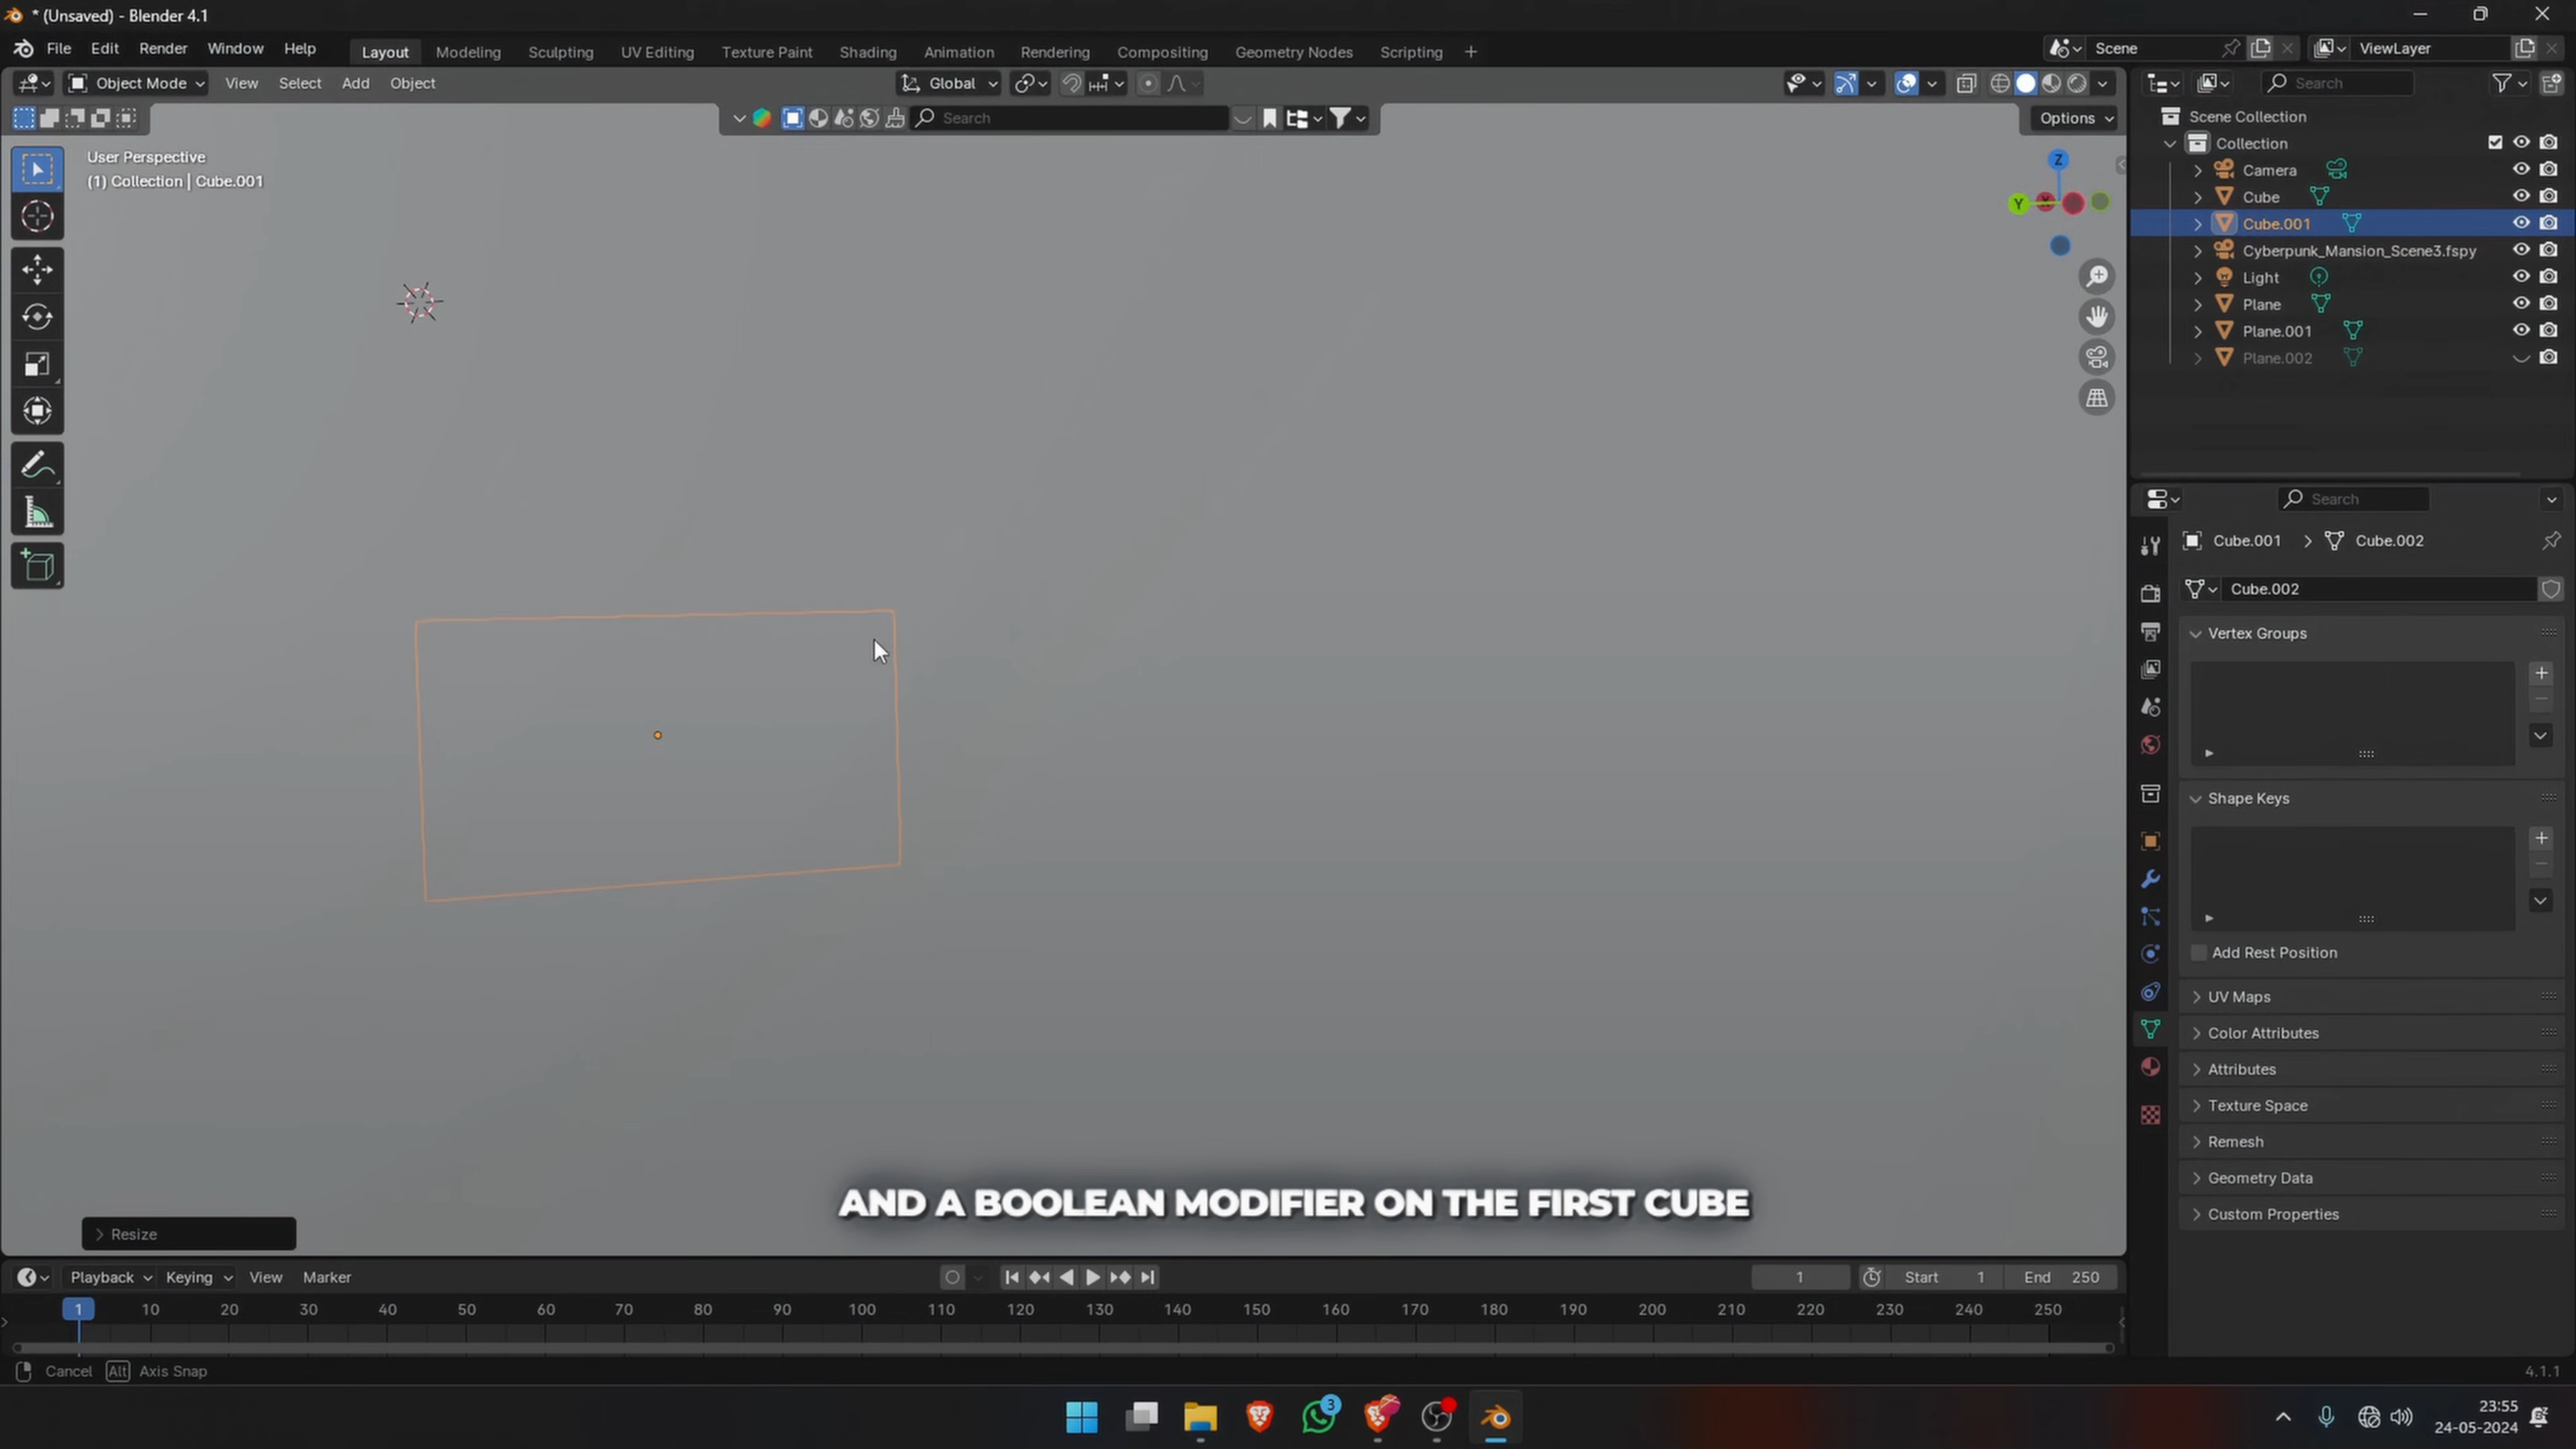 * (Unsaved) - Blender 4.1
File Edit Render Window Help Layout Modeling Sculpting UV Editing Texture Paint Shading Animation Rendering Compositing Geometry Nodes Scripting + Scene ViewLayer
Object Mode View Select Add Object Global Search
Search Options
User Perspective
(1) Collection | Cube.001
Z
Y X
Scene Collection
Collection
Camera
Cube
Cube.001
Cyberpunk_Mansion_Scene3.fspy
Light
Plane
Plane.001
Plane.002
Search
Cube.001 > Cube.002
Cube.002
Vertex Groups
Shape Keys
Add Rest Position
UV Maps
Color Attributes
Attributes
Texture Space
Remesh
Geometry Data
Custom Properties
AND A BOOLEAN MODIFIER ON THE FIRST CUBE
Resize
Playback Keying View Marker 1 Start 1 End 250
1 10 20 30 40 50 60 70 80 90 100 110 120 130 140 150 160 170 180 190 200 210 220 230 240 250
Cancel Alt Axis Snap 4.1.1
3
23:55
24-05-2024